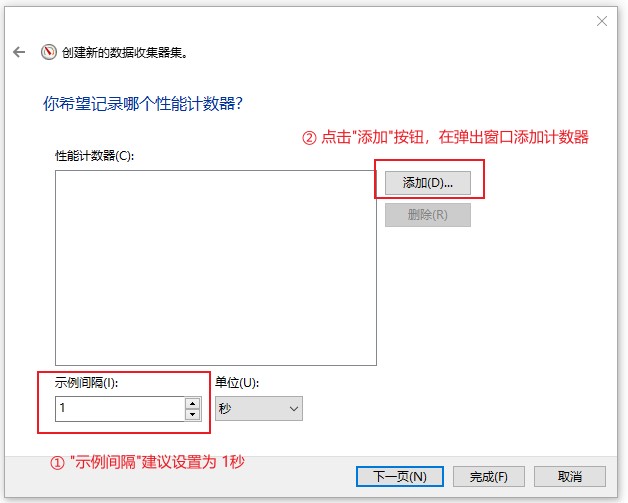 创建新的数据收集器集。
你希望记录哪个性能计数器?
② 点击"添加"按钮，在弹出窗口添加计数器
性能计数器(C):
添加(D)...
删除(R)
示例间隔(I):
单位(U):
1
秒
① "示例间隔"建议设置为 1秒
下一页(N)
完成(F)
取消